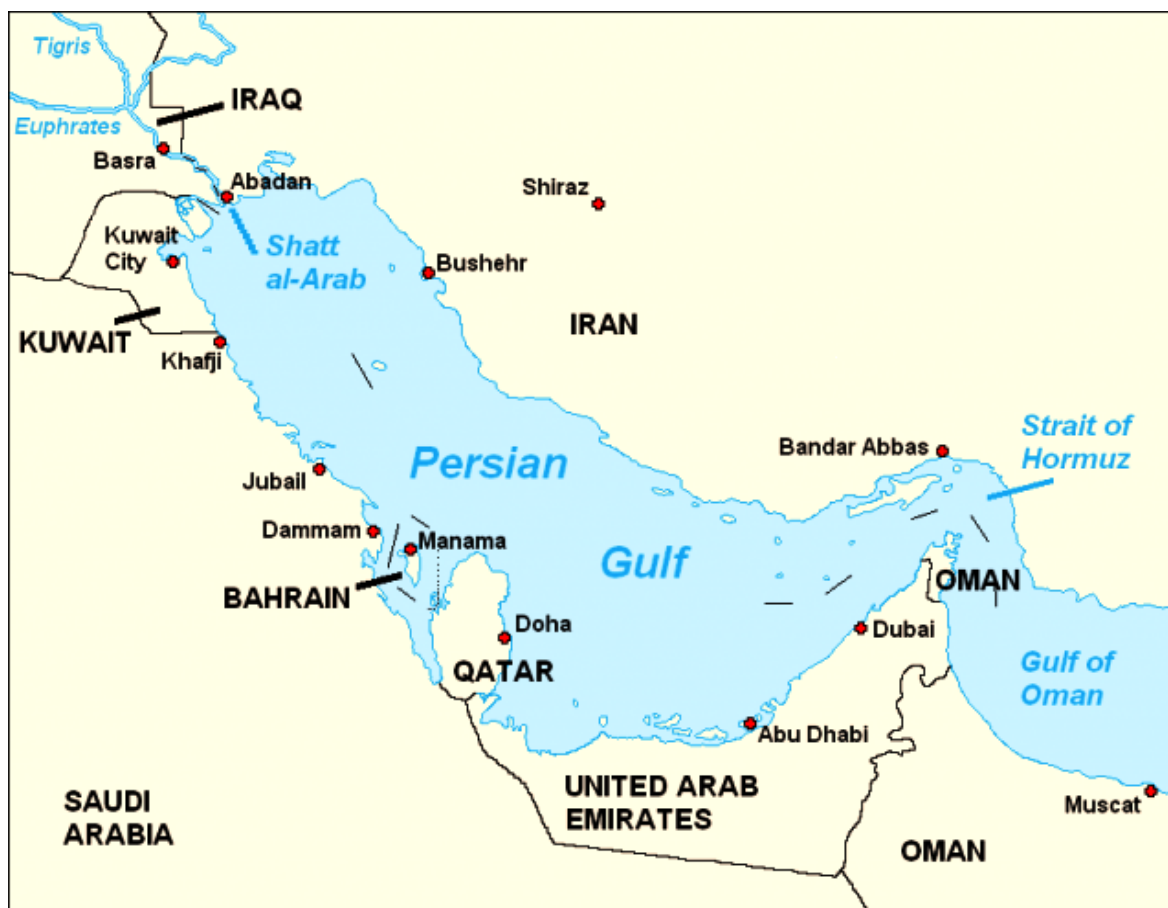 Tigris
IRAQ
Euphrates
Basra
Abadan
Shiraz
Kuwait
City
Shatt
al-Arab
Bushehr
IRAN
KUWAIT
Khafji
Strait of
Hormuz
Bandar Abbas
Persian
Jubail
Dammam
Manama
Gulf
BAHRAIN
OMAN
Doha
Dubai
QATAR
Gulf of
Oman
Abu Dhabi
UNITED ARAB
EMIRATES
SAUDI
ARABIA
Muscat
OMAN